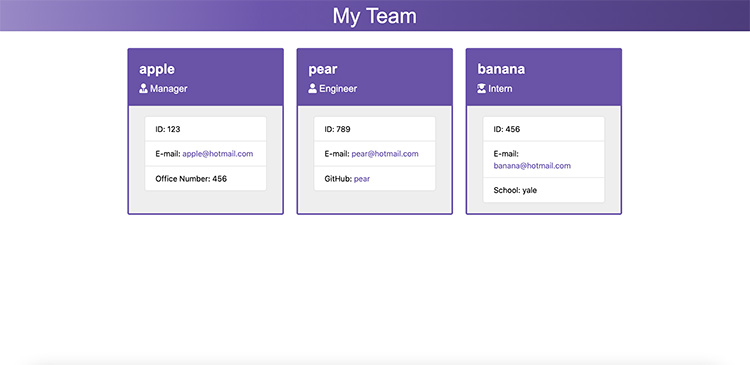 My Team
apple
Manager
ID: 123
E-mail: apple@hotmail.com
Office Number: 456
pear
Engineer
ID: 789
E-mail: pear@hotmail.com
GitHub: pear
banana
Intern
ID: 456
E-mail:
banana@hotmail.com
School: yale